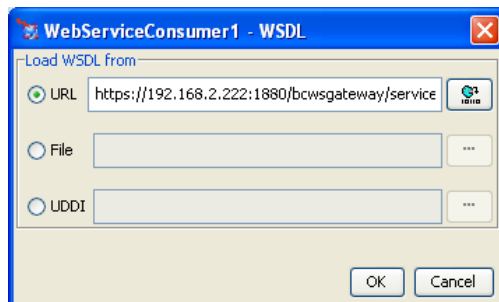 WebServiceConsumer1 - WSDL
Load WSDL from
URL https://192.168.2.222:1880/bcwsgateway/service
File ...
UDDI ...
OK Cancel